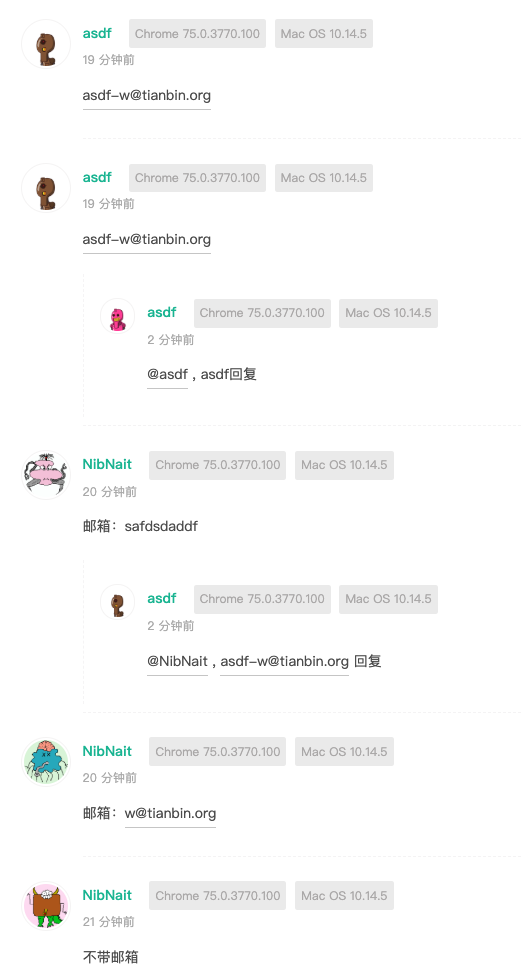 asdf Chrome 75.0.3770.100 Mac OS 10.14.5
19 分钟前
asdf-w@tianbin.org
asdf Chrome 75.0.3770.100 Mac OS 10.14.5
19 分钟前
asdf-w@tianbin.org
asdf Chrome 75.0.3770.100 Mac OS 10.14.5
2 分钟前
@asdf , asdf回复
NibNait Chrome 75.0.3770.100 Mac OS 10.14.5
20 分钟前
邮箱：safdsdaddf
asdf Chrome 75.0.3770.100 Mac OS 10.14.5
2 分钟前
@NibNait , asdf-w@tianbin.org 回复
NibNait Chrome 75.0.3770.100 Mac OS 10.14.5
20 分钟前
邮箱：w@tianbin.org
NibNait Chrome 75.0.3770.100 Mac OS 10.14.5
21 分钟前
不带邮箱